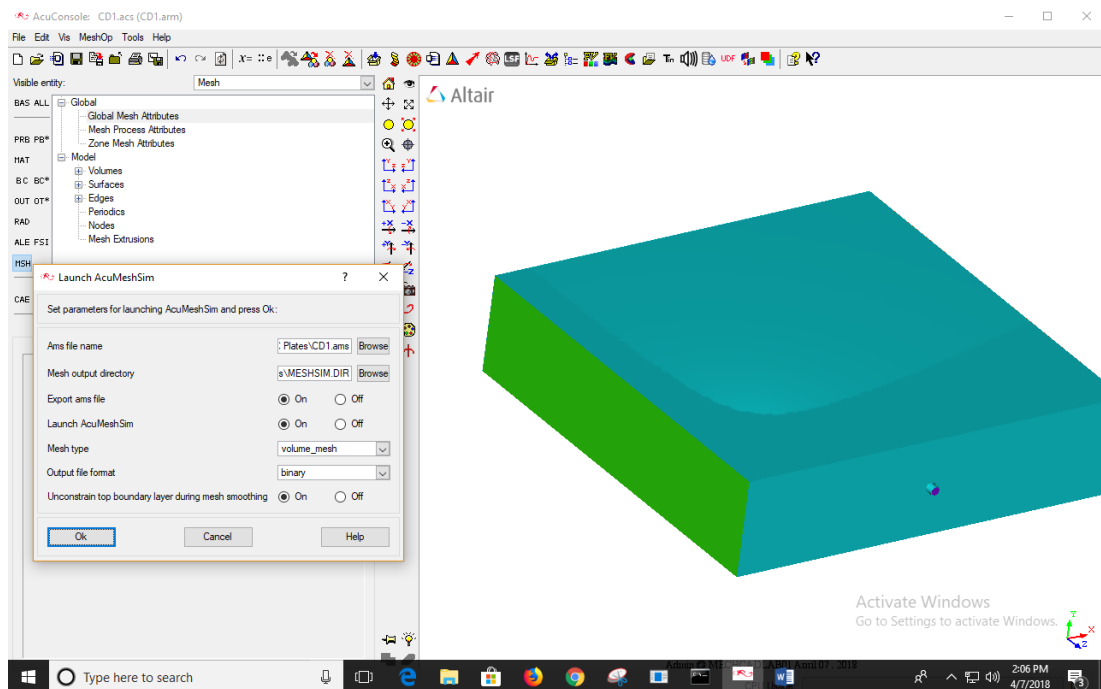 AcuConsole: CD1.acs (CD1.arm)
File Edit Vis MeshOp Tools Help
x= ::e LSF Tn UDF
Visible entity: Mesh
BAS ALL
PRB PB*
MAT
BC BC*
OUT OT*
RAD
ALE FSI
MSH
CAE
Global
Global Mesh Attributes
Mesh Process Attributes
Zone Mesh Attributes
Model
Volumes
Surfaces
Edges
Periodics
Nodes
Mesh Extrusions
Altair
Launch AcuMeshSim ?
Set parameters for launching AcuMeshSim and press Ok:
Ams file name Plates\CD1.ams Browse
Mesh output directory s\MESHSIM.DIR Browse
Export ams file On Off
Launch AcuMeshSim On Off
Mesh type volume_mesh
Output file format binary
Unconstrain top boundary layer during mesh smoothing On Off
Ok Cancel Help
Activate Windows
Go to Settings to activate Windows.
Y
X
Z
Type here to search
2:06 PM
4/7/2018
3